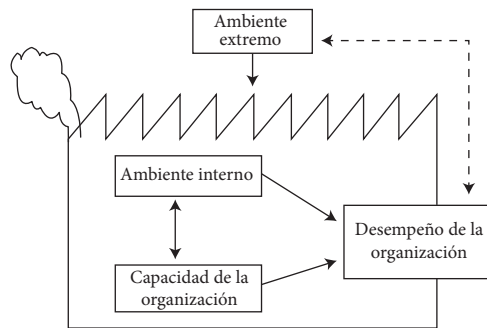 Ambiente
extremo
Ambiente interno
Desempeño de la
organización
Capacidad de la
organización